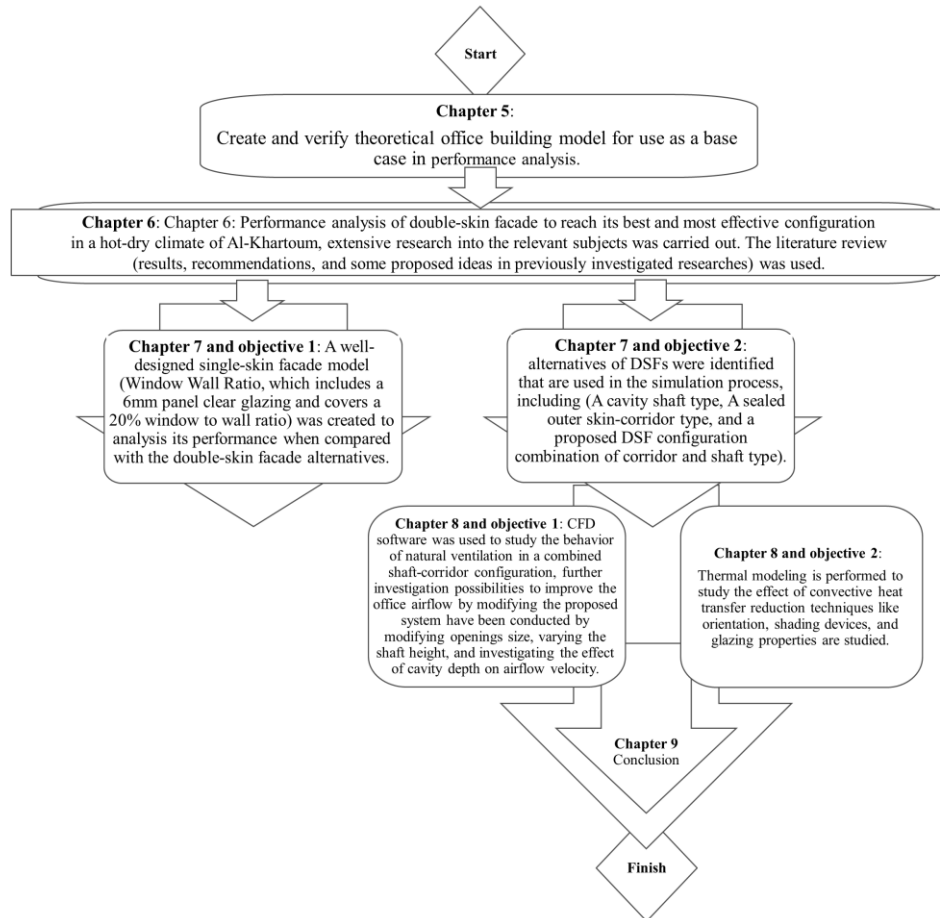 Start
Chapter 5:
Create and verify theoretical office building model for use as a base
case in performance analysis.
Chapter 6: Chapter 6: Performance analysis of double-skin facade to reach its best and most effective configuration
in a hot-dry climate of Al-Khartoum, extensive research into the relevant subjects was carried out. The literature review
(results, recommendations, and some proposed ideas in previously investigated researches) was used.
Chapter 7 and objective 1: A well-
designed single-skin facade model
(Window Wall Ratio, which includes a
6mm panel clear glazing and covers a
20% window to wall ratio) was created to
analysis its performance when compared
with the double-skin facade alternatives.
Chapter 7 and objective 2:
alternatives of DSFs were identified
that are used in the simulation process,
including (A cavity shaft type, A sealed
outer skin-corridor type, and a
proposed DSF configuration
combination of corridor and shaft type).
Chapter 8 and objective 1: CFD
software was used to study the behavior
of natural ventilation in a combined
shaft-corridor configuration, further
investigation possibilities to improve the
office airflow by modifying the proposed
system have been conducted by
modifying openings size, varying the
shaft height, and investigating the effect
of cavity depth on airflow velocity.
Chapter 8 and objective 2:
Thermal modeling is performed to
study the effect of convective heat
transfer reduction techniques like
orientation, shading devices, and
glazing properties are studied.
Chapter 9
Conclusion
Finish